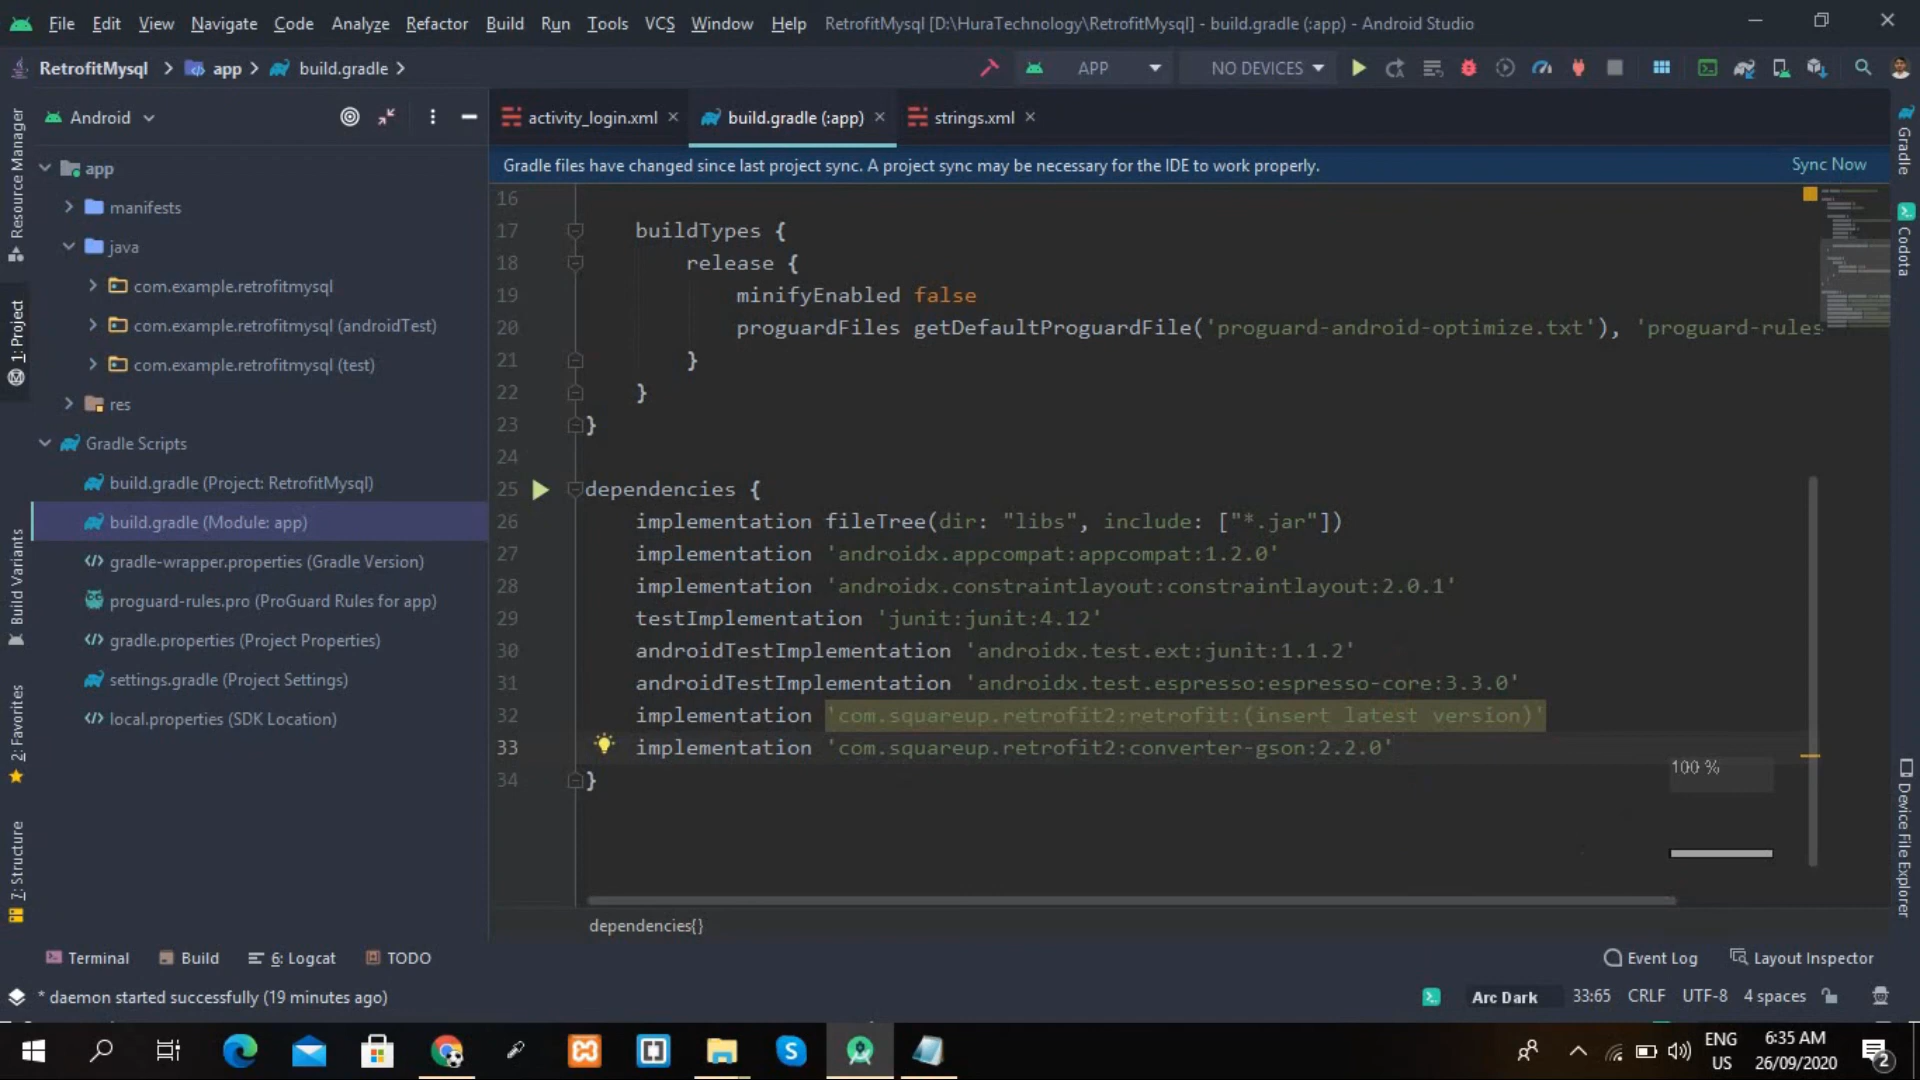 File Edit View Navigate Code Analyze Refactor Build Run Tools VCS Window Help RetrofitMysql [D:\HuraTechnology\RetrofitMysql] - build.gradle (:app) - Android Studio
RetrofitMysql app build.gradle APP NO DEVICES
Android
activity_login.xml build.gradle (:app) strings.xml
Gradle files have changed since last project sync. A project sync may be necessary for the IDE to work properly. Sync Now
Resource Manager
1: Project
Build Variants
2: Favorites
7: Structure
app
manifests
java
com.example.retrofitmysql
com.example.retrofitmysql (androidTest)
com.example.retrofitmysql (test)
res
Gradle Scripts
build.gradle (Project: RetrofitMysql)
build.gradle (Module: app)
gradle-wrapper.properties (Gradle Version)
proguard-rules.pro (ProGuard Rules for app)
gradle.properties (Project Properties)
settings.gradle (Project Settings)
local.properties (SDK Location)
16
17 buildTypes {
18 release {
19 minifyEnabled false
20 proguardFiles getDefaultProguardFile('proguard-android-optimize.txt'), 'proguard-rules
21 }
22 }
23 }
24
25 dependencies {
26 implementation fileTree(dir: "libs", include: ["*.jar"])
27 implementation 'androidx.appcompat:appcompat:1.2.0'
28 implementation 'androidx.constraintlayout:constraintlayout:2.0.1'
29 testImplementation 'junit:junit:4.12'
30 androidTestImplementation 'androidx.test.ext:junit:1.1.2'
31 androidTestImplementation 'androidx.test.espresso:espresso-core:3.3.0'
32 implementation 'com.squareup.retrofit2:retrofit:(insert latest version)'
33 implementation 'com.squareup.retrofit2:converter-gson:2.2.0'
34 }
100 %
dependencies{}
Gradle
Codota
Device File Explorer
Terminal Build 6: Logcat TODO Event Log Layout Inspector
* daemon started successfully (19 minutes ago) Arc Dark 33:65 CRLF UTF-8 4 spaces
ENG
US
6:35 AM
26/09/2020
2